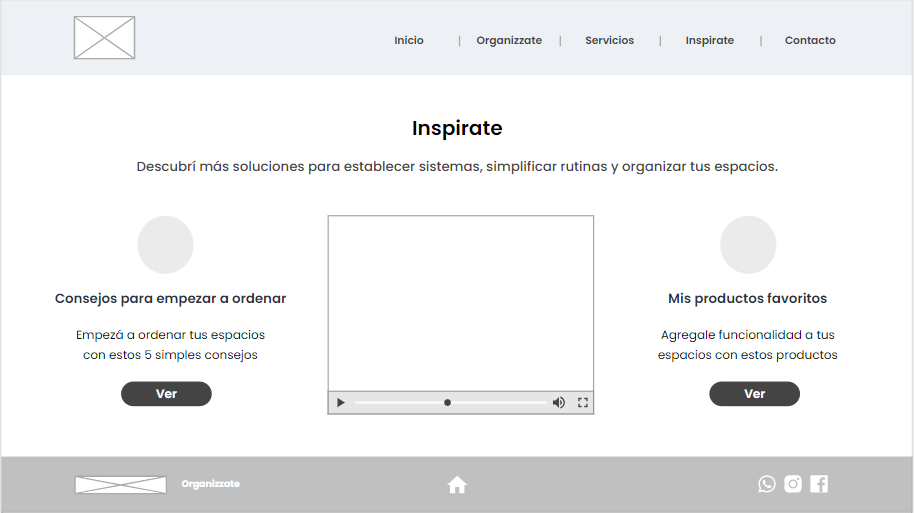 Inicio | Organizzate | Servicios | Inspirate | Contacto
Inspirate
Descubrí más soluciones para establecer sistemas, simplificar rutinas y organizar tus espacios.
Consejos para empezar a ordenar
Empezá a ordenar tus espacios
con estos 5 simples consejos
Ver
Mis productos favoritos
Agregale funcionalidad a tus
espacios con estos productos
Ver
Organizzate